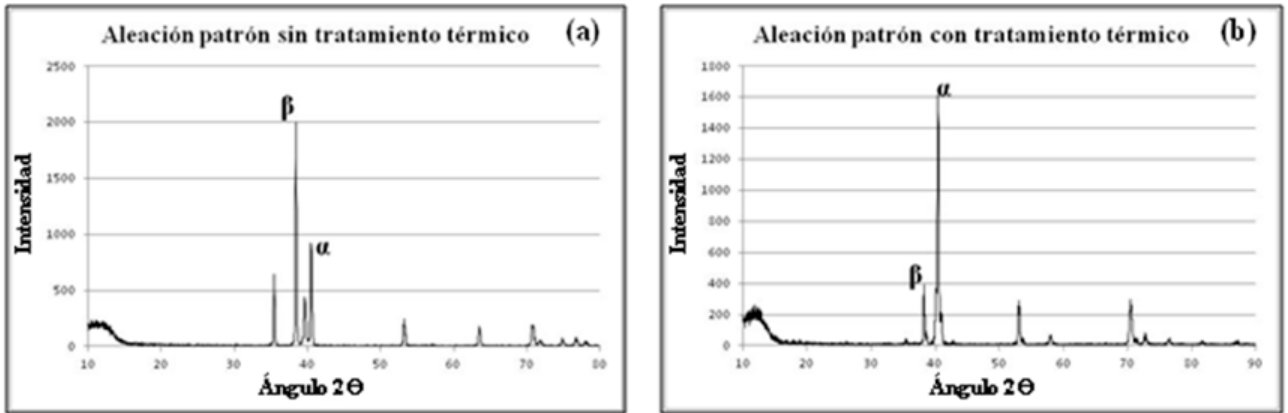 Aleación patrón sin tratamiento térmico (a)
2500
2000
1500
1000
500
0
β
α
10 20 30 40 50 60 70 80
Intensidad
Ángulo 2Θ
Aleación patrón con tratamiento térmico (b)
1800
1600
1400
1200
1000
800
600
400
200
0
α
β
10 20 30 40 50 60 70 80 90
Intensidad
Ángulo 2Θ